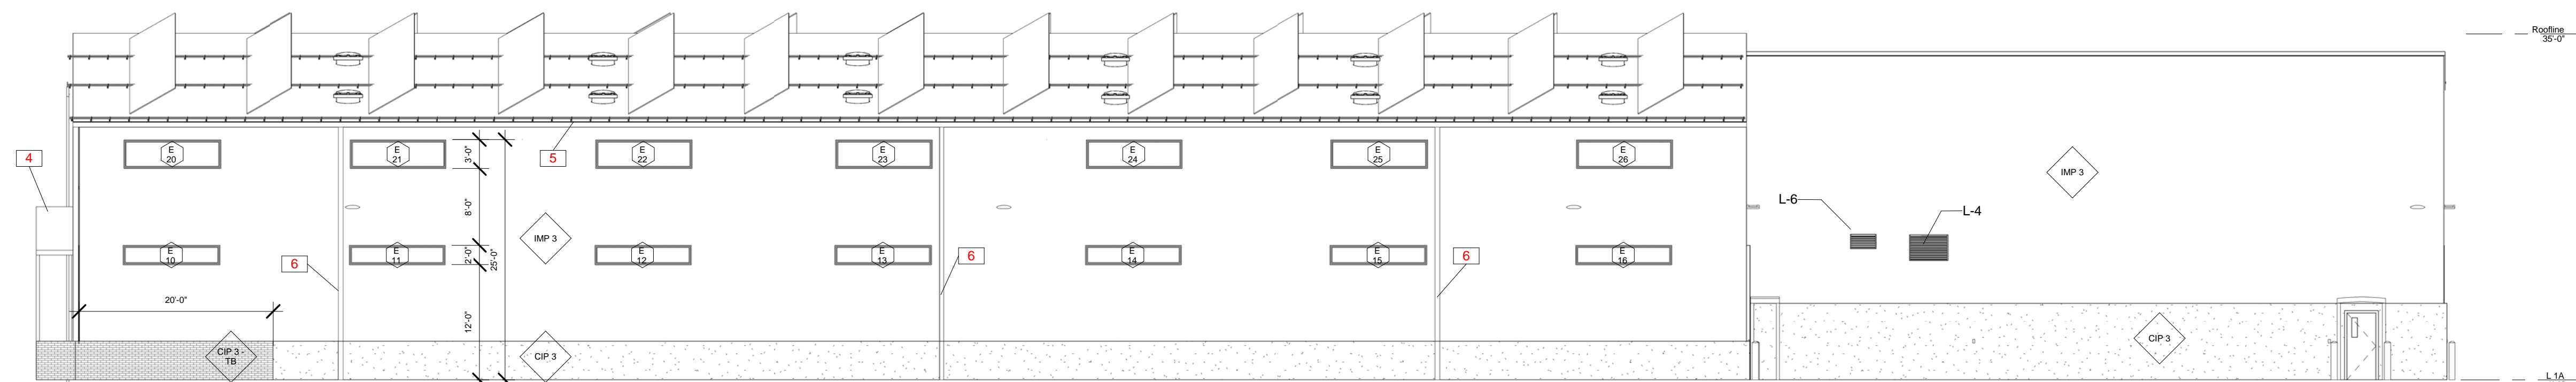 Roofline
35'-0"
4
E
20
E
21
3'-0"
5
E
22
E
23
E
24
E
25
E
26
IMP 3
L-6
L-4
8'-0"
IMP 3
E
10
6
E
11
2'-0"
25'-0"
E
12
E
13
6
E
14
E
15
6
E
16
20'-0"
12'-0"
CIP 3 -
TB
CIP 3
CIP 3
L 1A